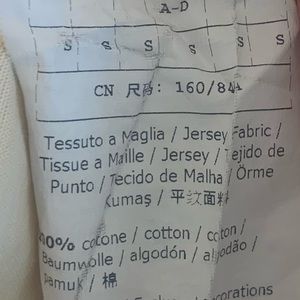 A-D
S S S S S S
CN 尺码: 160/84A
Tessuto a Maglia / Jersey Fabric /
Tissue a Maille / Jersey / Tejido de
Punto / Tecido de Malha / Örme
Kumaş / 平纹面料
100% cotone / cotton / coton /
Baumwolle / algodón / algodão /
pamuk / 棉